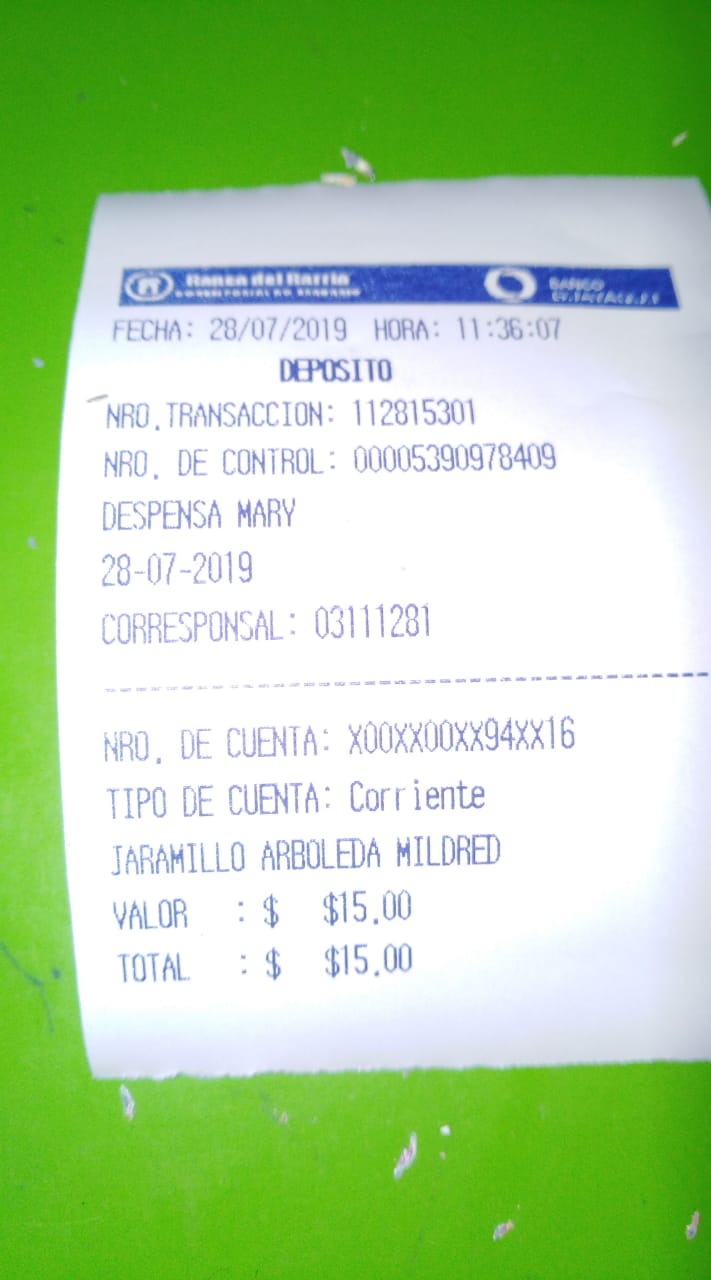 Banco del Barrio
BANCO
FECHA: 28/07/2019 HORA: 11:36:07
DEPOSITO
NRO.TRANSACCION: 112815301
NRO. DE CONTROL: 00005390978409
DESPENSA MARY
28-07-2019
CORRESPONSAL: 03111281
NRO. DE CUENTA: X00XX00XX94XX16
TIPO DE CUENTA: Corriente
JARAMILLO ARBOLEDA MILDRED
VALOR : $ $15.00
TOTAL : $ $15.00